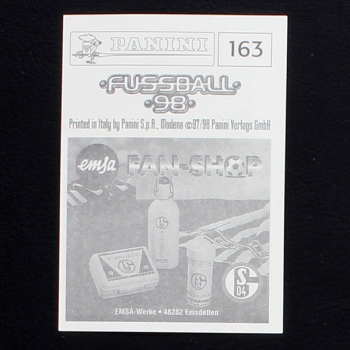 PANINI 163
FUSSBALL
98
Printed in Italy by Panini S.p.A., Modena ©97/98 Panini Verlags GmbH
emsa FAN-SHOP
S
04
EMSA-Werke • 48282 Emsdetten